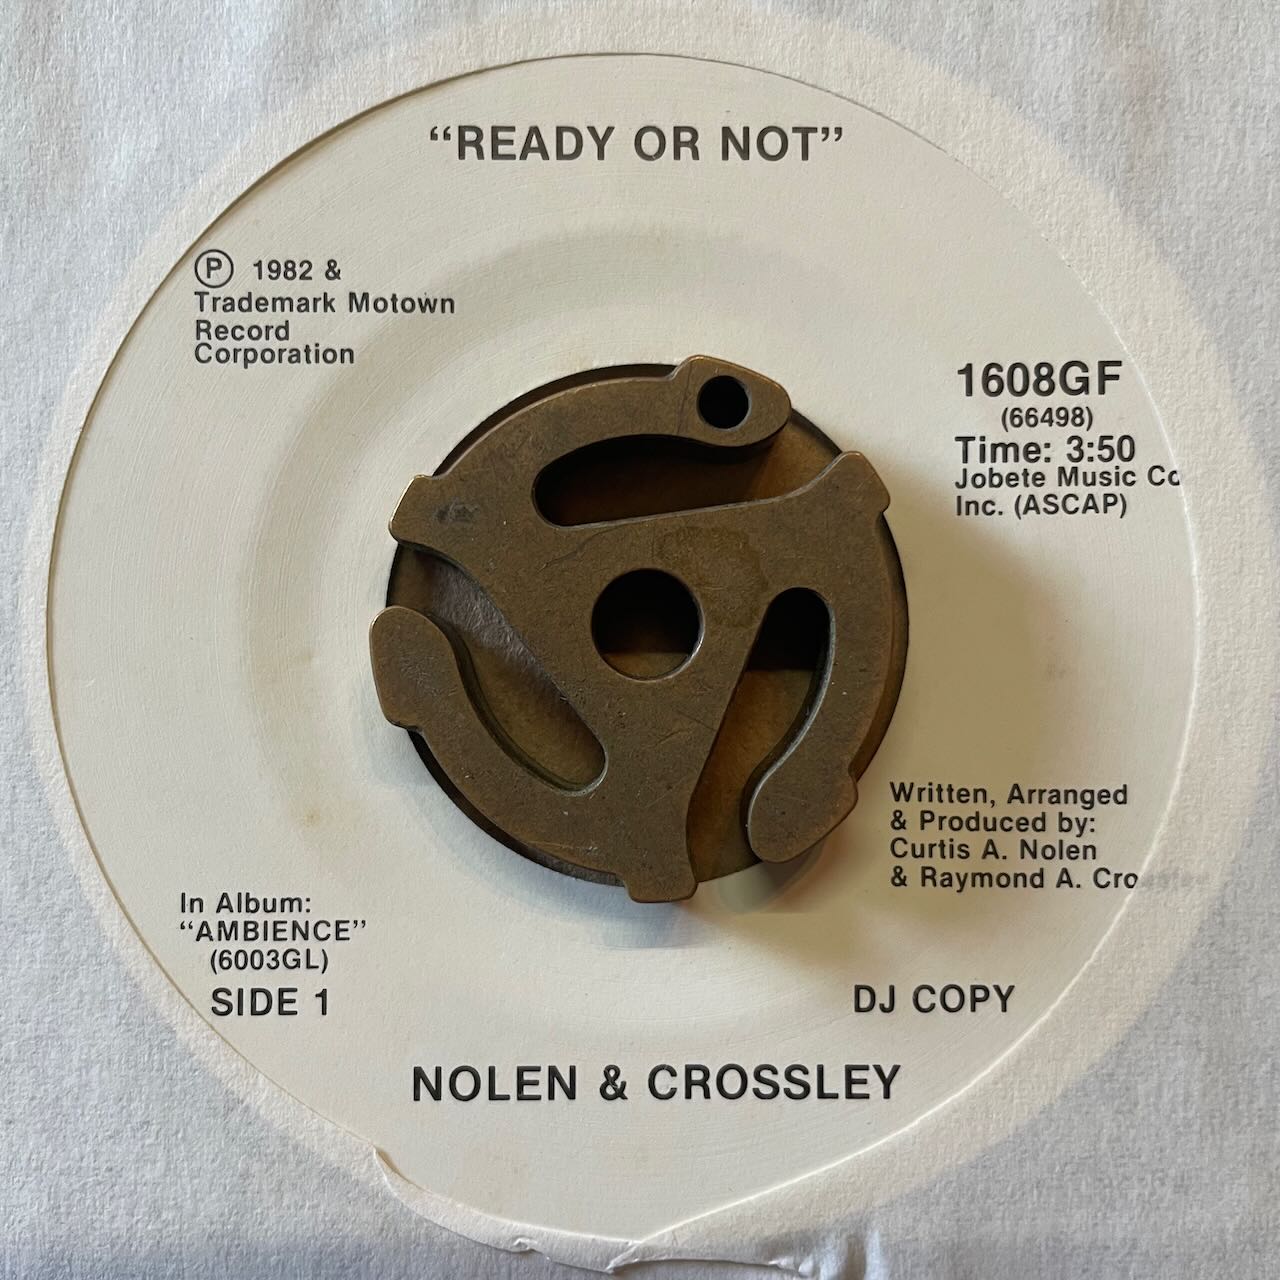 “READY OR NOT”
Ⓟ 1982 &
Trademark Motown
Record
Corporation
1608GF
(66498)
Time: 3:50
Jobete Music Co
Inc. (ASCAP)
Written, Arranged
& Produced by:
Curtis A. Nolen
& Raymond A.
In Album:
“AMBIENCE”
(6003GL)
SIDE 1
DJ COPY
NOLEN & CROSSLEY